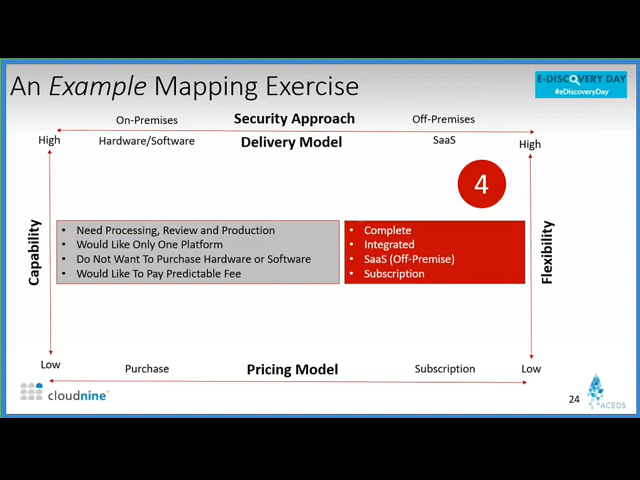 An Example Mapping Exercise
E-DISCOVERY DAY
#eDiscoveryDay
On-Premises Security Approach Off-Premises
High Hardware/Software Delivery Model SaaS High
4
Capability
• Need Processing, Review and Production
• Would Like Only One Platform
• Do Not Want To Purchase Hardware or Software
• Would Like To Pay Predictable Fee
• Complete
• Integrated
• SaaS (Off-Premise)
• Subscription
Flexibility
Low Purchase Pricing Model Subscription Low
cloudnine
24
ACEDS